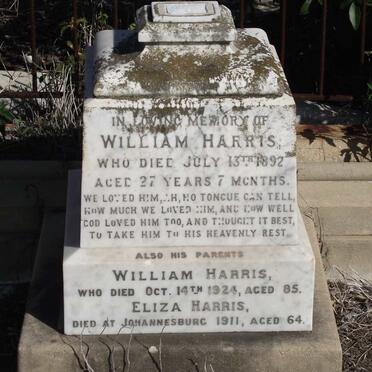 IN LOVING MEMORY OF
WILLIAM HARRIS,
WHO DIED JULY 13TH 1892
AGED 27 YEARS 7 MONTHS.
WE LOVED HIM, AH, NO TONGUE CAN TELL,
HOW MUCH WE LOVED HIM, AND HOW WELL
GOD LOVED HIM TOO, AND THOUGHT IT BEST,
TO TAKE HIM TO HIS HEAVENLY REST.
ALSO HIS PARENTS
WILLIAM HARRIS,
WHO DIED OCT. 14TH 1924, AGED 85.
ELIZA HARRIS,
DIED AT JOHANNESBURG 1911, AGED 64.